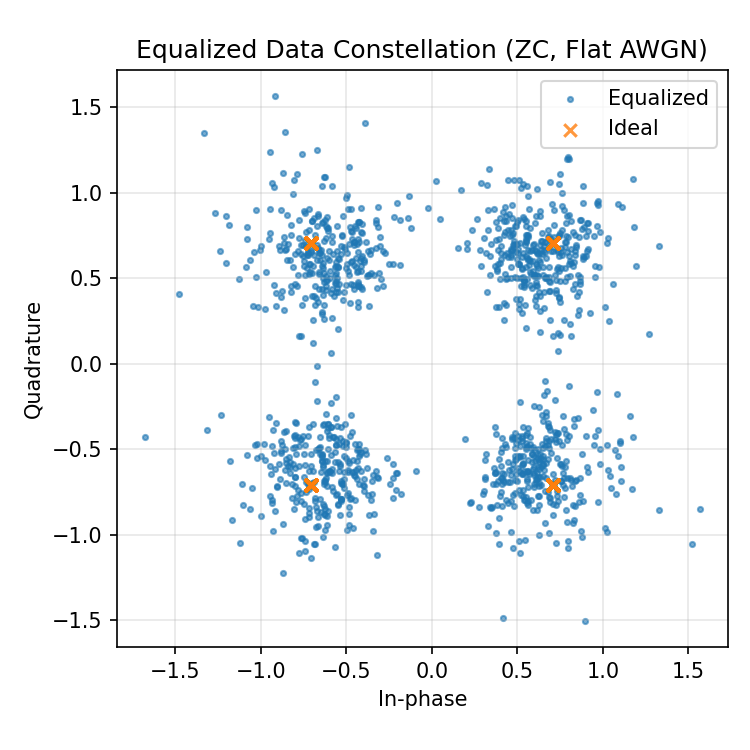 Equalized Data Constellation (ZC, Flat AWGN)
Equalized
Ideal
1.5
1.0
0.5
0.0
−0.5
−1.0
−1.5
Quadrature
−1.5 −1.0 −0.5 0.0 0.5 1.0 1.5
In-phase